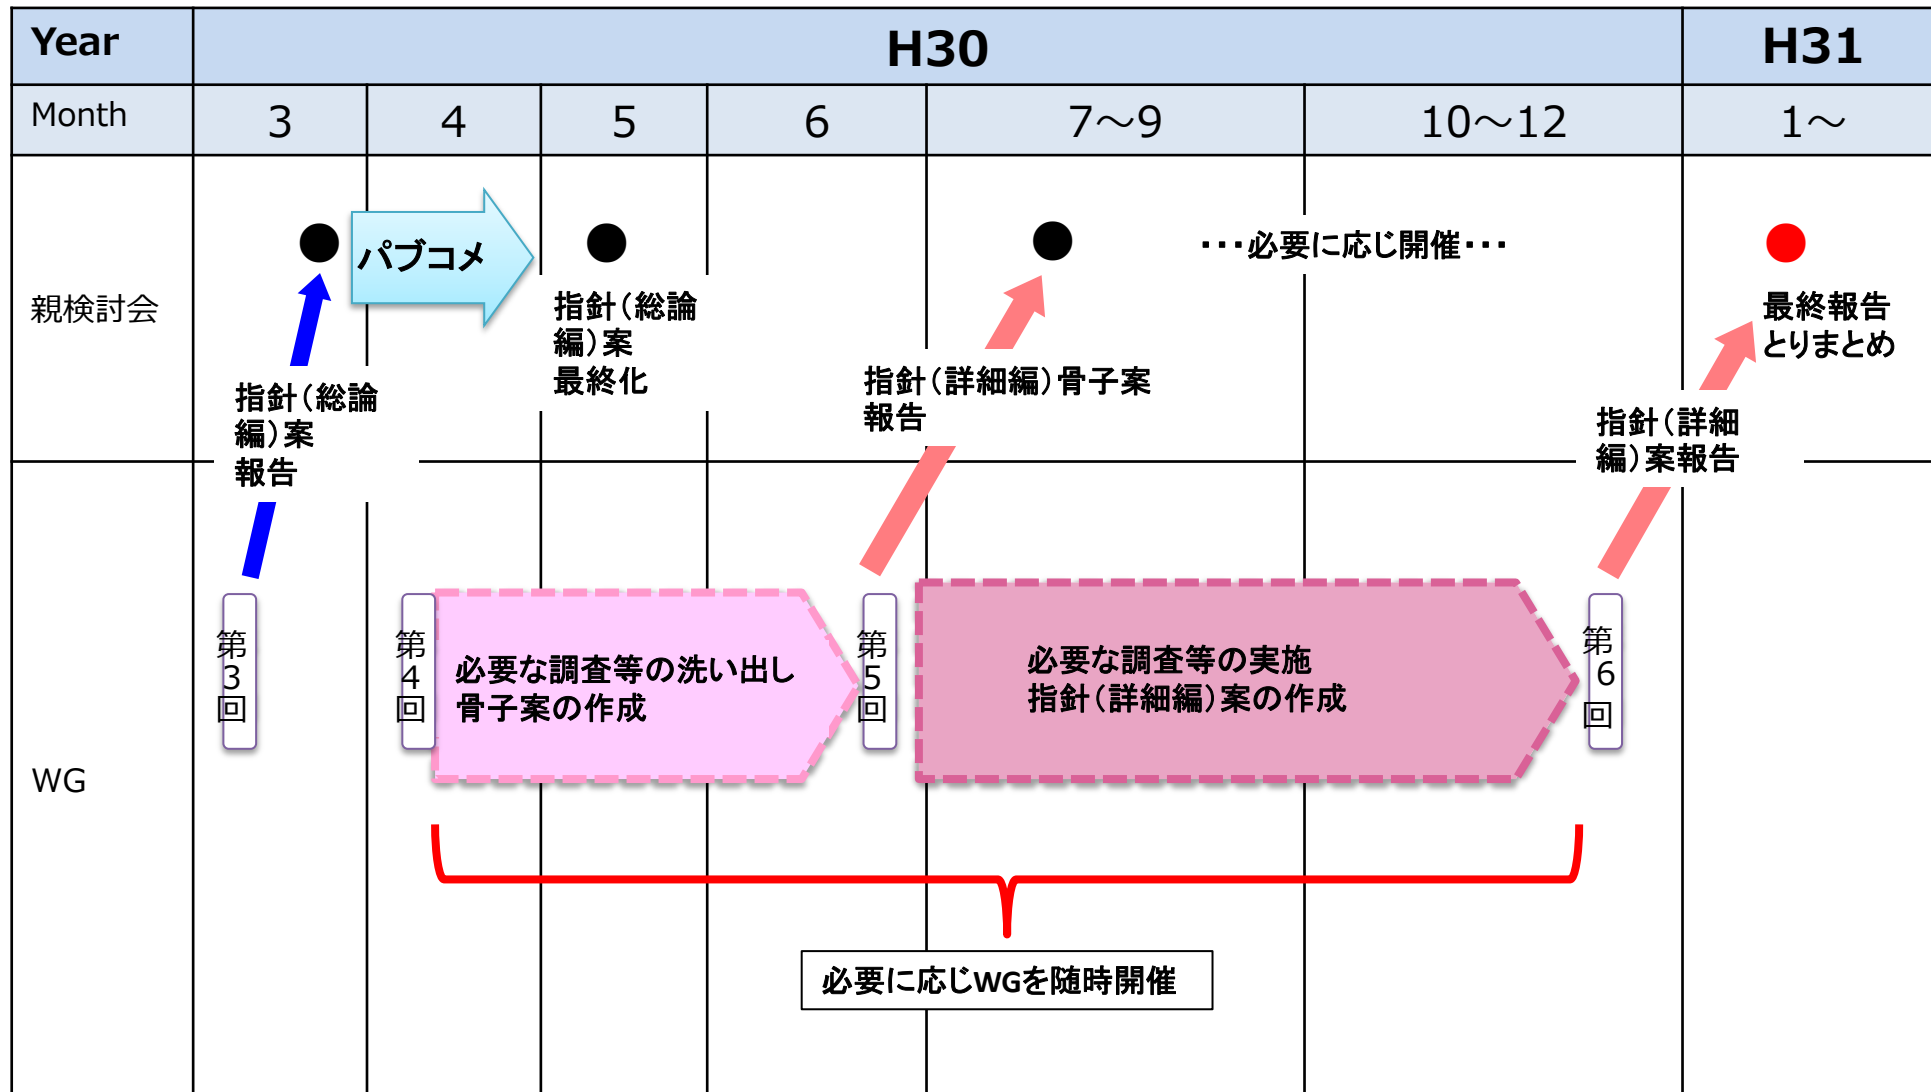 Year
H30
H31
Month
3
4
5
6
7～9
10～12
1～
親検討会
パブコメ
指針（総論
編）案
最終化
・・・必要に応じ開催・・・
最終報告
とりまとめ
指針（総論
編）案
報告
指針（詳細編）骨子案
報告
指針（詳細
編）案報告
WG
第3回
第4回
必要な調査等の洗い出し
骨子案の作成
第5回
必要な調査等の実施
指針（詳細編）案の作成
第6回
必要に応じWGを随時開催